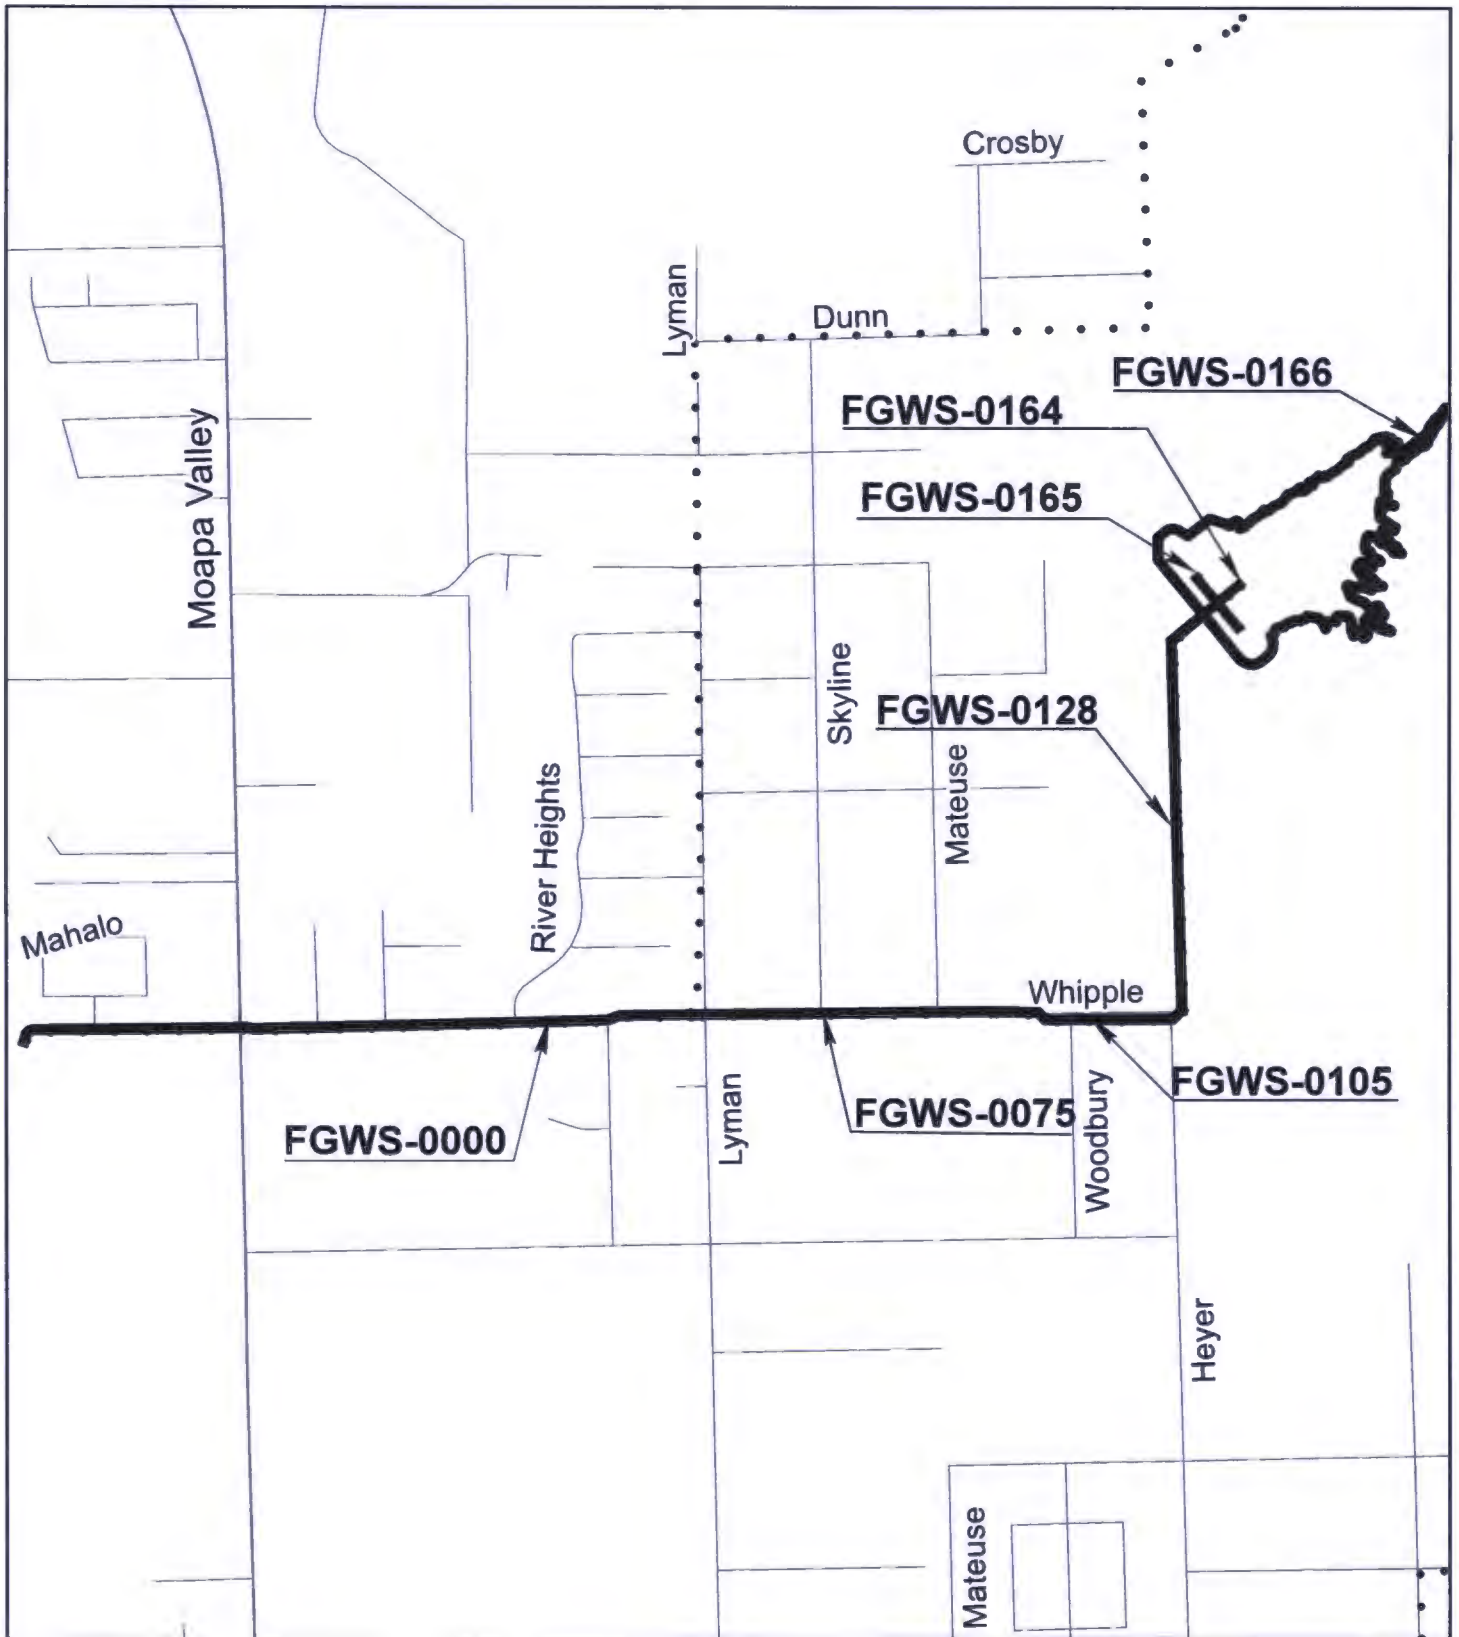 Crosby
Lyman
Dunn
FGWS-0166
FGWS-0164
FGWS-0165
Moapa Valley
Skyline
FGWS-0128
Mateuse
River Heights
Mahalo
Whipple
FGWS-0105
FGWS-0075
FGWS-0000
Lyman
Woodbury
Heyer
Mateuse